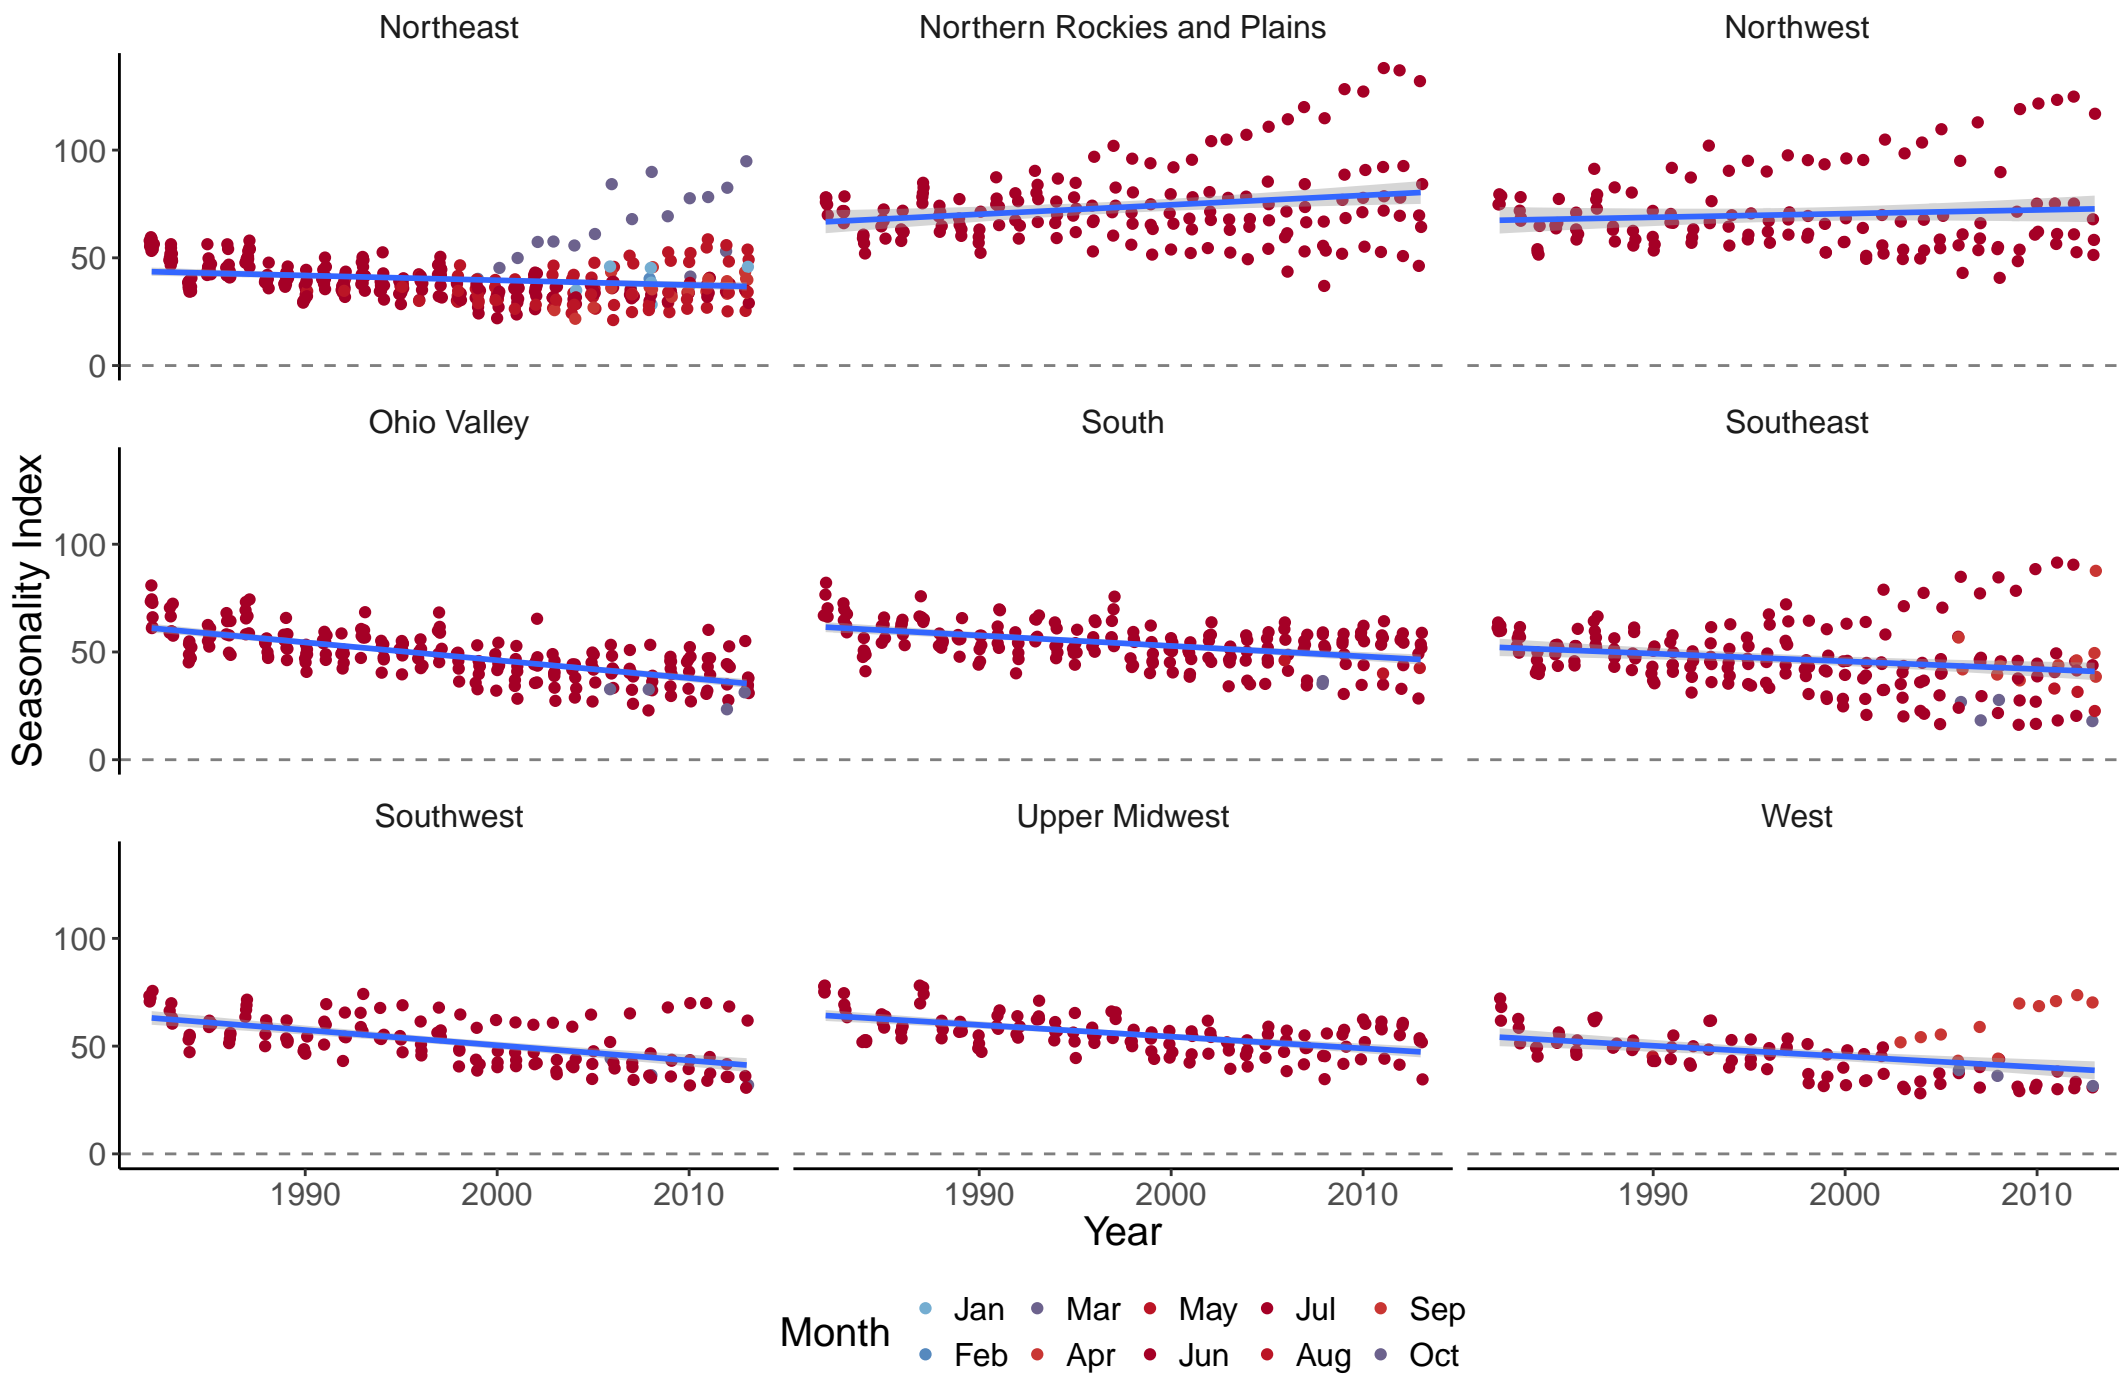 Northeast Northern Rockies and Plains Northwest
100
50
0
Ohio Valley South Southeast
100
50
0
Seasonality Index
Southwest Upper Midwest West
100
50
0
1990 2000 2010 1990 2000 2010 1990 2000 2010
Year
Month
Jan Mar May Jul Sep
Feb Apr Jun Aug Oct